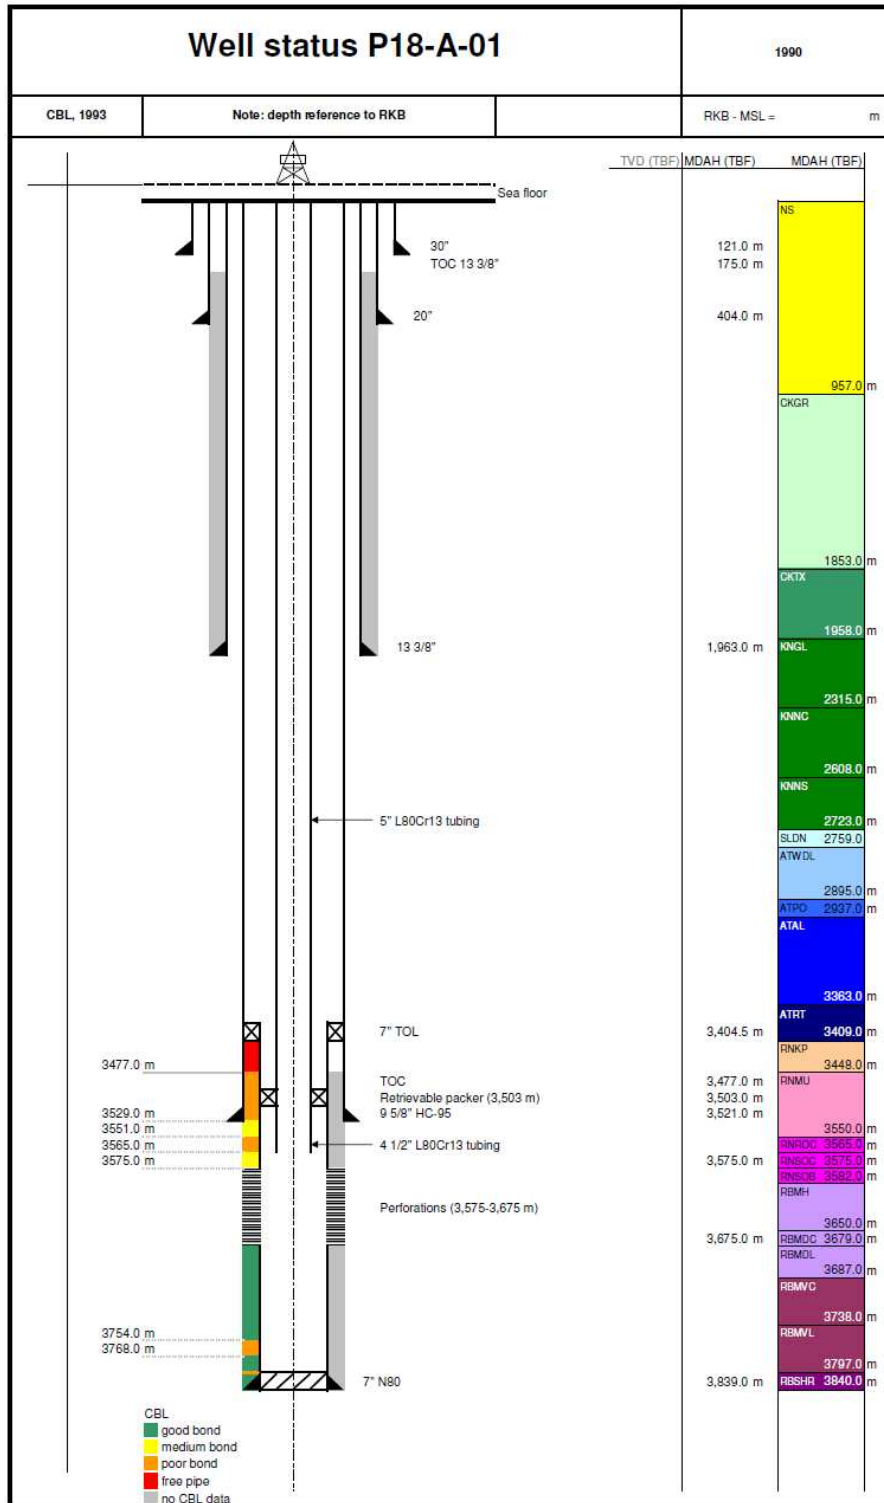 Well status P18-A-01
1990
CBL, 1993
Note: depth reference to RKB
RKB - MSL = m
TVD (TBF) MDAH (TBF) MDAH (TBF)
Sea floor
NS
30" 121.0 m
TOC 13 3/8" 175.0 m
20" 404.0 m
957.0 m
CKGR
1853.0 m
CKTX
1958.0 m
13 3/8" 1,963.0 m KNGL
2315.0 m
KNNC
2608.0 m
KNNS
5" L80Cr13 tubing
2723.0 m
SLDN 2759.0
ATWDL
2895.0 m
ATPO 2937.0 m
ATAL
3363.0 m
ATRT
7" TOL 3,404.5 m 3409.0 m
RNKP
3477.0 m 3448.0 m
TOC 3,477.0 m RNMU
Retrievable packer (3,503 m) 3,503.0 m
3529.0 m 9 5/8" HC-95 3,521.0 m
3551.0 m 3550.0 m
3565.0 m 4 1/2" L80Cr13 tubing RNROC 3565.0 m
3575.0 m 3,575.0 m RNSOC 3575.0 m
RNSOB 3582.0 m
RBMH
Perforations (3,575-3,675 m)
3650.0 m
3,675.0 m RBMDC 3679.0 m
RBMDL
3687.0 m
RBMVC
3738.0 m
3754.0 m RBMVL
3768.0 m
3797.0 m
7" N80 3,839.0 m RBSHR 3840.0 m
CBL
good bond
medium bond
poor bond
free pipe
no CBL data